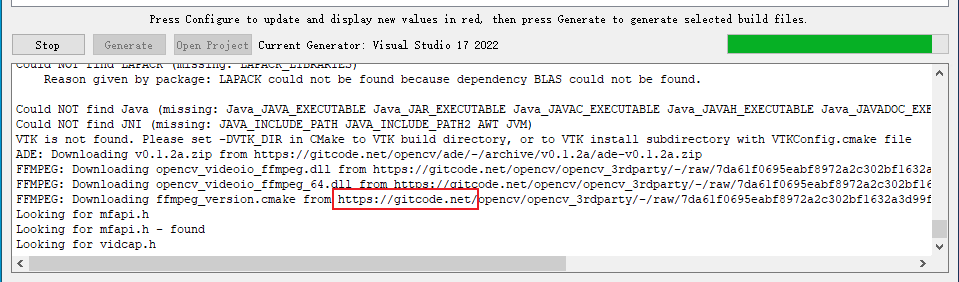 Press Configure to update and display new values in red, then press Generate to generate selected build files.
Stop Generate Open Project Current Generator: Visual Studio 17 2022
Could NOT find LAPACK (missing: LAPACK_LIBRARIES)
Reason given by package: LAPACK could not be found because dependency BLAS could not be found.
Could NOT find Java (missing: Java_JAVA_EXECUTABLE Java_JAR_EXECUTABLE Java_JAVAC_EXECUTABLE Java_JAVAH_EXECUTABLE Java_JAVADOC_EXE
Could NOT find JNI (missing: JAVA_INCLUDE_PATH JAVA_INCLUDE_PATH2 AWT JVM)
VTK is not found. Please set -DVTK_DIR in CMake to VTK build directory, or to VTK install subdirectory with VTKConfig.cmake file
ADE: Downloading v0.1.2a.zip from https://gitcode.net/opencv/ade/-/archive/v0.1.2a/ade-v0.1.2a.zip
FFMPEG: Downloading opencv_videoio_ffmpeg.dll from https://gitcode.net/opencv/opencv_3rdparty/-/raw/7da61f0695eabf8972a2c302bf1632a
FFMPEG: Downloading opencv_videoio_ffmpeg_64.dll from https://gitcode.net/opencv/opencv_3rdparty/-/raw/7da61f0695eabf8972a2c302bf16
FFMPEG: Downloading ffmpeg_version.cmake from https://gitcode.net/opencv/opencv_3rdparty/-/raw/7da61f0695eabf8972a2c302bf1632a3d99f
Looking for mfapi.h
Looking for mfapi.h - found
Looking for vidcap.h